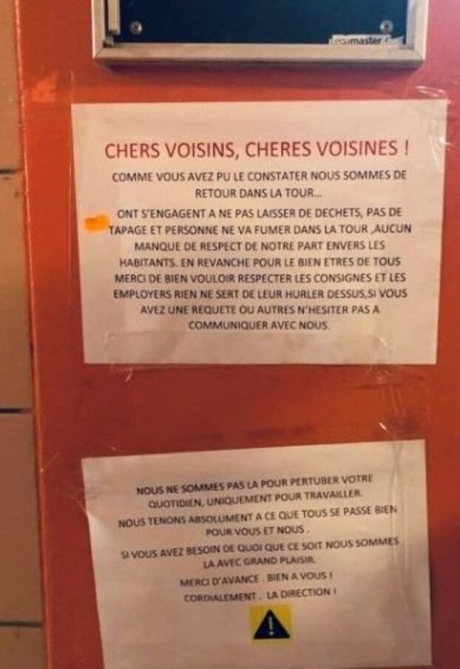 Legamaster
CHERS VOISINS, CHERES VOISINES !
COMME VOUS AVEZ PU LE CONSTATER NOUS SOMMES DE
RETOUR DANS LA TOUR...
ONT S'ENGAGENT A NE PAS LAISSER DE DECHETS, PAS DE
TAPAGE ET PERSONNE NE VA FUMER DANS LA TOUR ,AUCUN
MANQUE DE RESPECT DE NOTRE PART ENVERS LES
HABITANTS. EN REVANCHE POUR LE BIEN ETRES DE TOUS
MERCI DE BIEN VOULOIR RESPECTER LES CONSIGNES ET LES
EMPLOYERS RIEN NE SERT DE LEUR HURLER DESSUS,SI VOUS
AVEZ UNE REQUETE OU AUTRES N'HESITER PAS A
COMMUNIQUER AVEC NOUS.
NOUS NE SOMMES PAS LA POUR PERTUBER VOTRE
QUOTIDIEN, UNIQUEMENT POUR TRAVAILLER.
NOUS TENONS ABSOLUMENT A CE QUE TOUS SE PASSE BIEN
POUR VOUS ET NOUS .
SI VOUS AVEZ BESOIN DE QUOI QUE CE SOIT NOUS SOMMES
LA AVEC GRAND PLAISIR.
MERCI D'AVANCE . BIEN A VOUS !
CORDIALEMENT . LA DIRECTION !